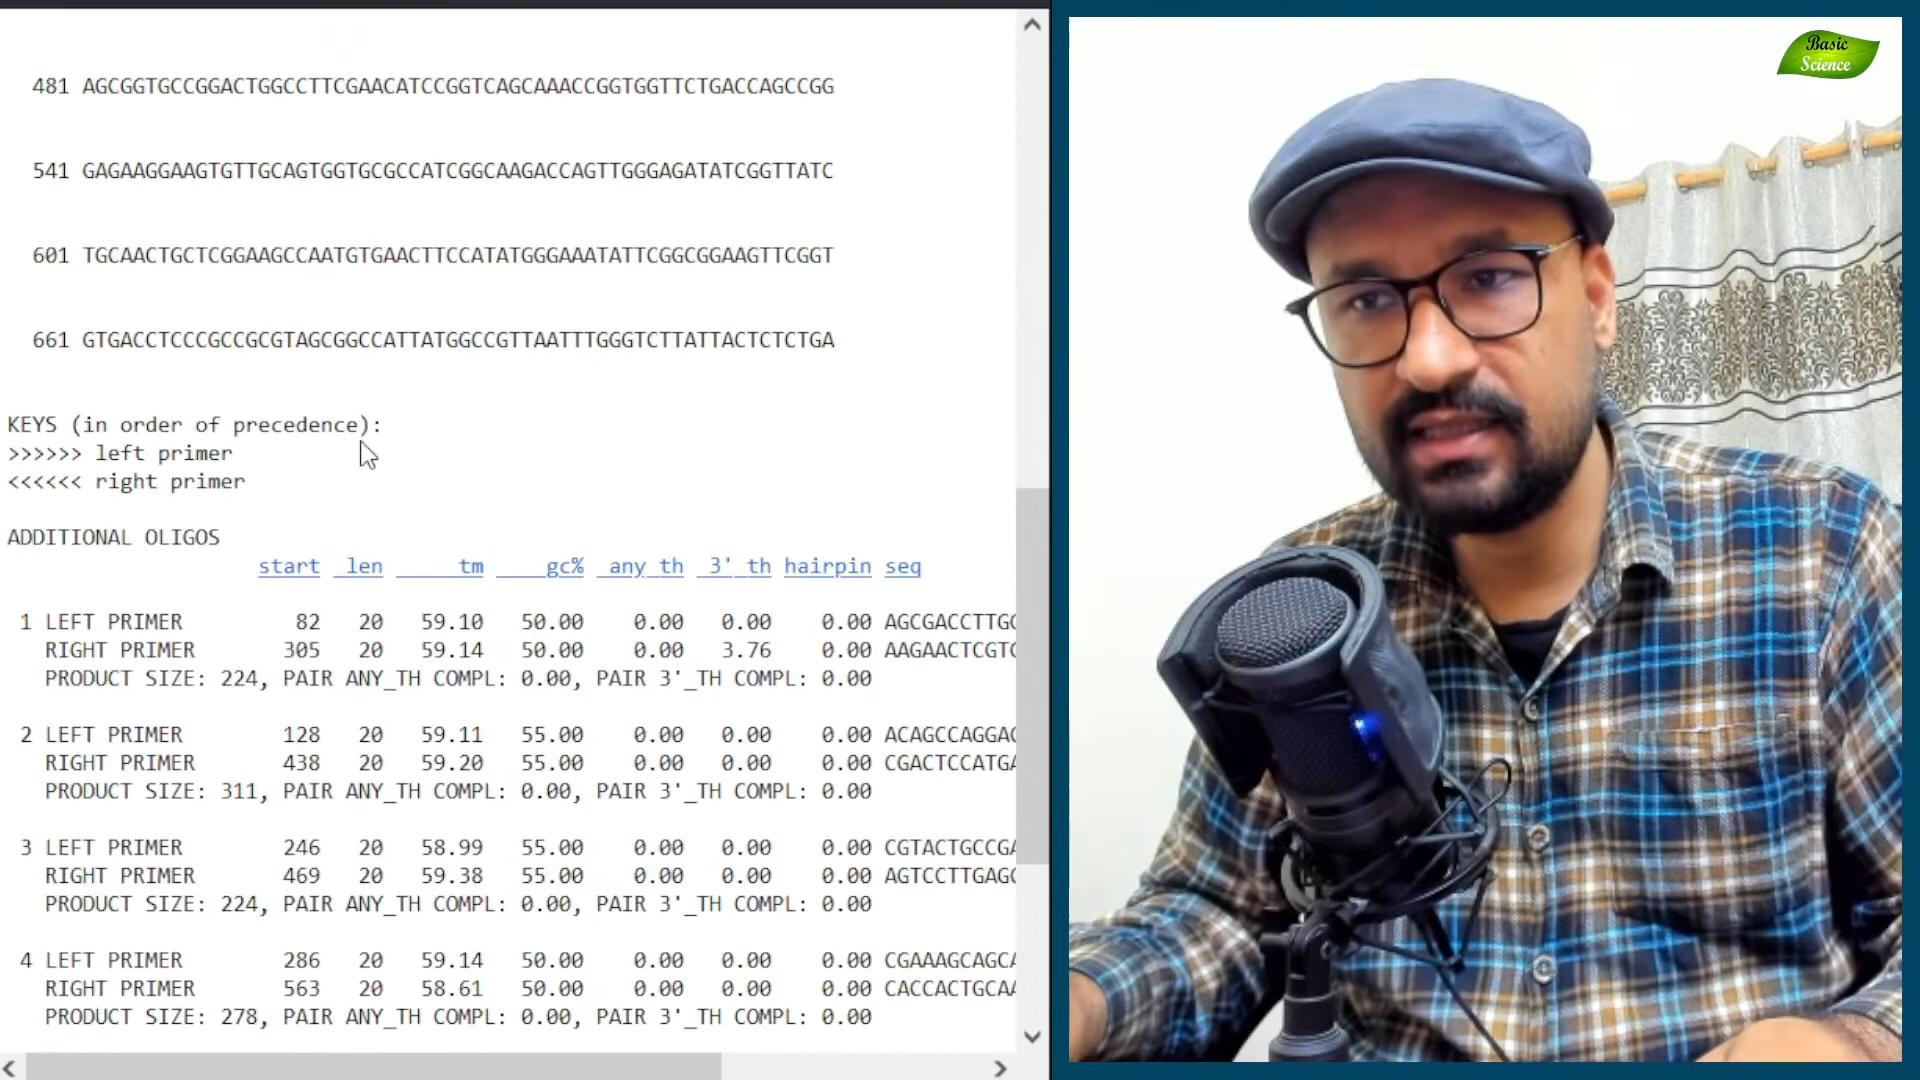 481 AGCGGTGCCGGACTGGCCTTCGAACATCCGGTCAGCAAACCGGTGGTTCTGACCAGCCGG
541 GAGAAGGAAGTGTTGCAGTGGTGCGCCATCGGCAAGACCAGTTGGGAGATATCGGTTATC
601 TGCAACTGCTCGGAAGCCAATGTGAACTTCCATATGGGAAATATTCGGCGGAAGTTCGGT
661 GTGACCTCCCGCCGCGTAGCGGCCATTATGGCCGTTAATTTGGGTCTTATTACTCTCTGA
KEYS (in order of precedence):
>>>>>> left primer
<<<<<< right primer
ADDITIONAL OLIGOS
start len tm gc% any_th 3'_th hairpin seq
1 LEFT PRIMER 82 20 59.10 50.00 0.00 0.00 0.00 AGCGACCTTGC
RIGHT PRIMER 305 20 59.14 50.00 0.00 3.76 0.00 AAGAACTCGTC
PRODUCT SIZE: 224, PAIR ANY_TH COMPL: 0.00, PAIR 3'_TH COMPL: 0.00
2 LEFT PRIMER 128 20 59.11 55.00 0.00 0.00 0.00 ACAGCCAGGAC
RIGHT PRIMER 438 20 59.20 55.00 0.00 0.00 0.00 CGACTCCATGA
PRODUCT SIZE: 311, PAIR ANY_TH COMPL: 0.00, PAIR 3'_TH COMPL: 0.00
3 LEFT PRIMER 246 20 58.99 55.00 0.00 0.00 0.00 CGTACTGCCGA
RIGHT PRIMER 469 20 59.38 55.00 0.00 0.00 0.00 AGTCCTTGAGC
PRODUCT SIZE: 224, PAIR ANY_TH COMPL: 0.00, PAIR 3'_TH COMPL: 0.00
4 LEFT PRIMER 286 20 59.14 50.00 0.00 0.00 0.00 CGAAAGCAGCA
RIGHT PRIMER 563 20 58.61 50.00 0.00 0.00 0.00 CACCACTGCAA
PRODUCT SIZE: 278, PAIR ANY_TH COMPL: 0.00, PAIR 3'_TH COMPL: 0.00
Basic
Science